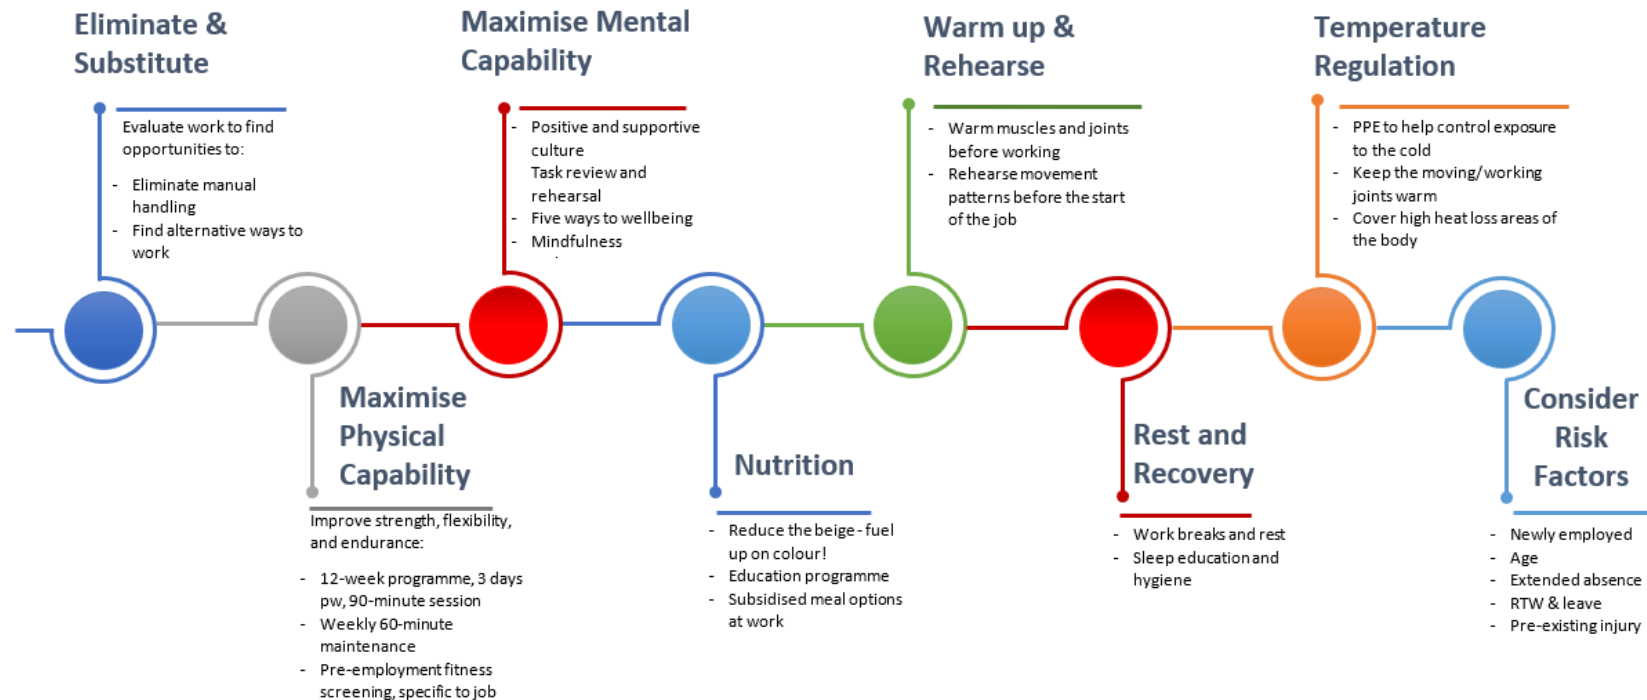 Eliminate &
Substitute
Evaluate work to find
opportunities to:
- Eliminate manual
handling
- Find alternative ways to
work
Maximise
Physical
Capability
Improve strength, flexibility,
and endurance:
- 12-week programme, 3 days
pw, 90-minute session
- Weekly 60-minute
maintenance
- Pre-employment fitness
screening, specific to job
Maximise Mental
Capability
- Positive and supportive
culture
Task review and
rehearsal
- Five ways to wellbeing
- Mindfulness
Nutrition
- Reduce the beige - fuel
up on colour!
- Education programme
- Subsidised meal options
at work
Warm up &
Rehearse
- Warm muscles and joints
before working
- Rehearse movement
patterns before the start
of the job
Rest and
Recovery
- Work breaks and rest
- Sleep education and
hygiene
Temperature
Regulation
- PPE to help control exposure
to the cold
- Keep the moving/working
joints warm
- Cover high heat loss areas of
the body
Consider
Risk
Factors
- Newly employed
- Age
- Extended absence
- RTW & leave
- Pre-existing injury